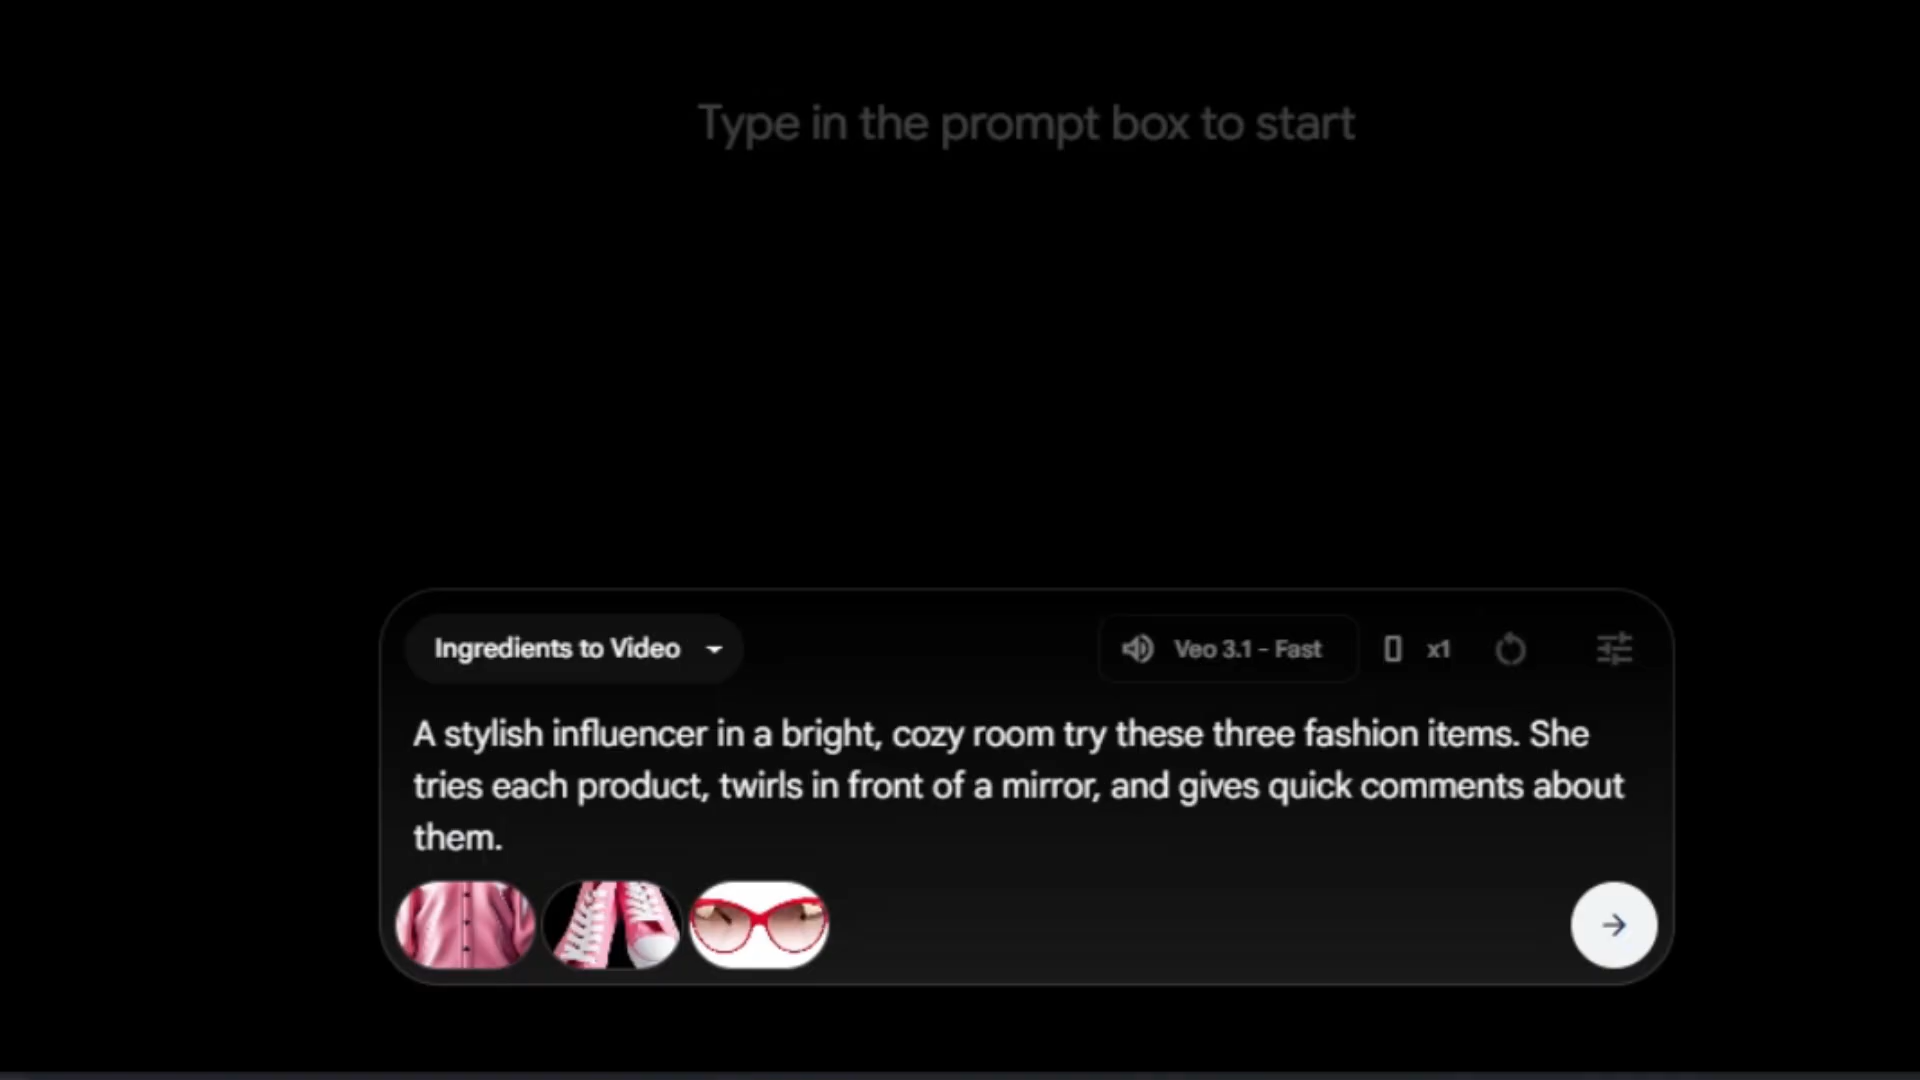 Type in the prompt box to start
Ingredients to Video
Veo 3.1 - Fast
x1
A stylish influencer in a bright, cozy room try these three fashion items. She
tries each product, twirls in front of a mirror, and gives quick comments about
them.